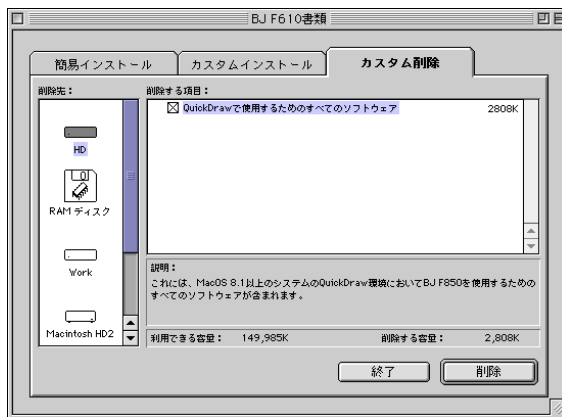 BJ F610書類
簡易インストール
カスタムインストール
カスタム削除
削除先：
HD
RAM ディスク
Work
Macintosh HD2
削除する項目：
QuickDrawで使用するためのすべてのソフトウェア 2808K
説明：
これには、MacOS 8.1以上のシステムのQuickDraw環境においてBJ F850を使用するための
すべてのソフトウェアが含まれます。
利用できる容量： 149,985K 削除する容量： 2,808K
終了
削除